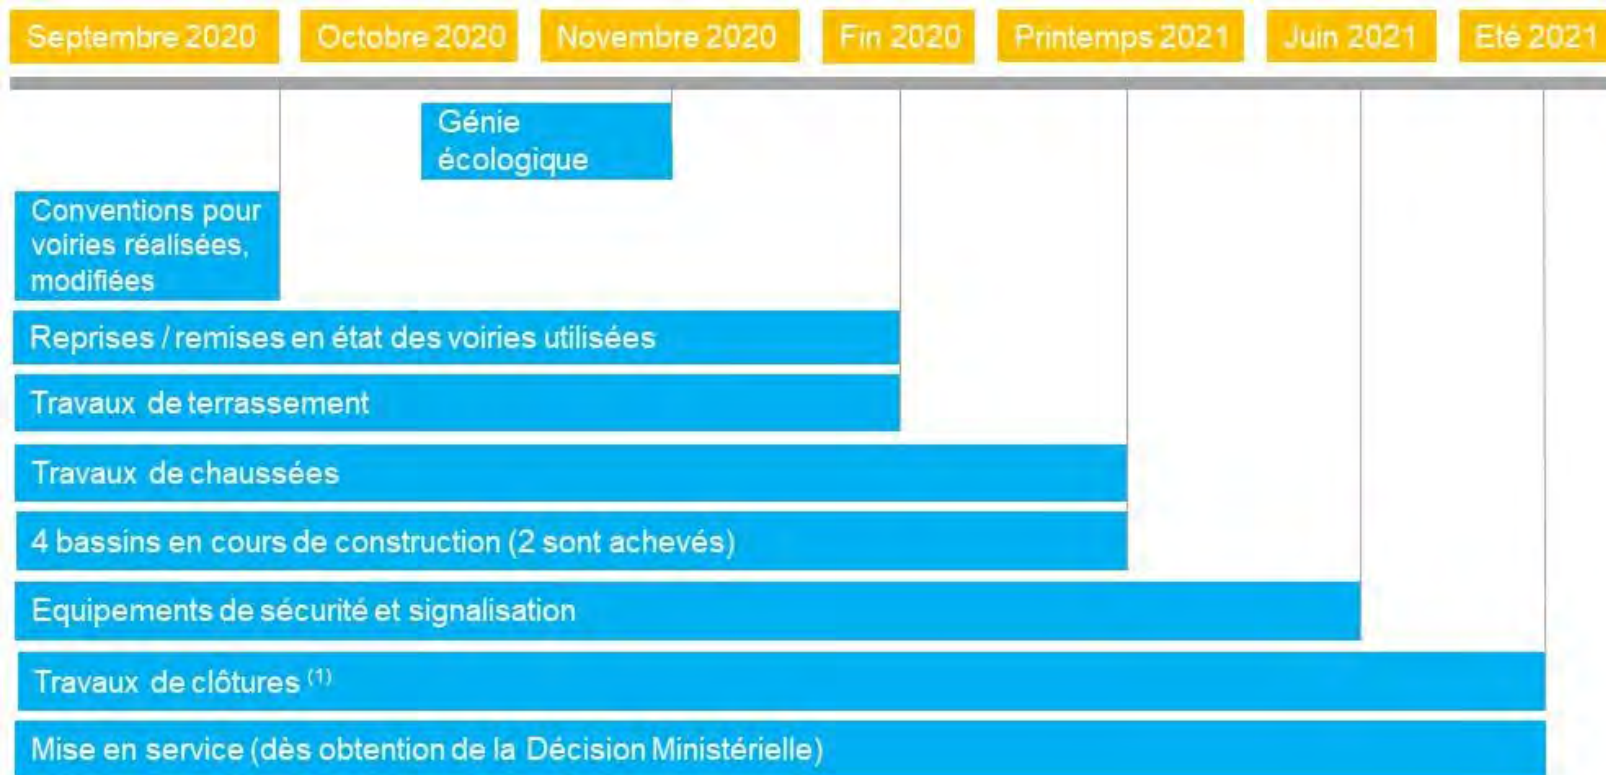 Septembre 2020 Octobre 2020 Novembre 2020 Fin 2020 Printemps 2021 Juin 2021 Eté 2021
Génie
écologique
Conventions pour
voiries réalisées,
modifiées
Reprises / remises en état des voiries utilisées
Travaux de terrassement
Travaux de chaussées
4 bassins en cours de construction (2 sont achevés)
Equipements de sécurité et signalisation
Travaux de clôtures (1)
Mise en service (dès obtention de la Décision Ministérielle)